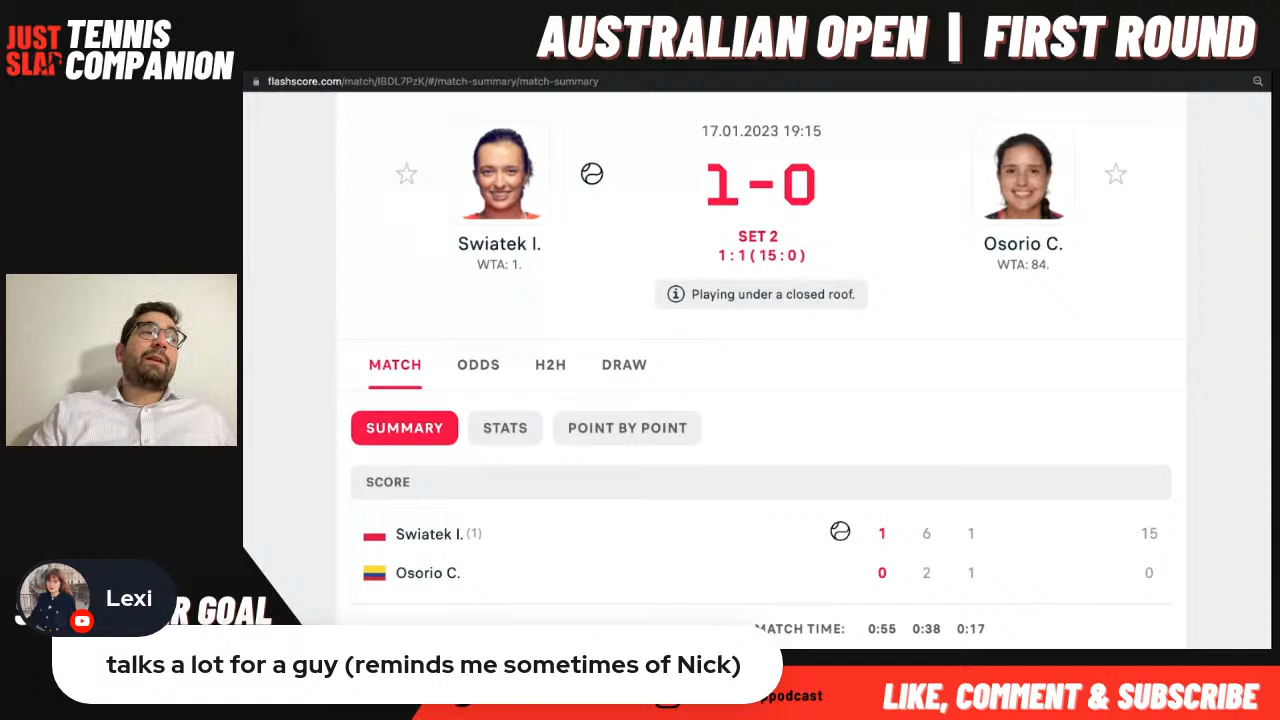 JUST TENNIS
SLAP COMPANION
AUSTRALIAN OPEN | FIRST ROUND
flashscore.com/match/IBDL7PzK/#/match-summary/match-summary
17.01.2023 19:15
1-0
Swiatek I.
WTA: 1.
SET 2
1 : 1 ( 15 : 0 )
Osorio C.
WTA: 84.
Playing under a closed roof.
MATCH ODDS H2H DRAW
SUMMARY STATS POINT BY POINT
SCORE
Swiatek I. (1) 1 6 1 15
Osorio C. 0 2 1 0
MATCH TIME: 0:55 0:38 0:17
GOAL
Lexi
talks a lot for a guy (reminds me sometimes of Nick)
LIKE, COMMENT & SUBSCRIBE